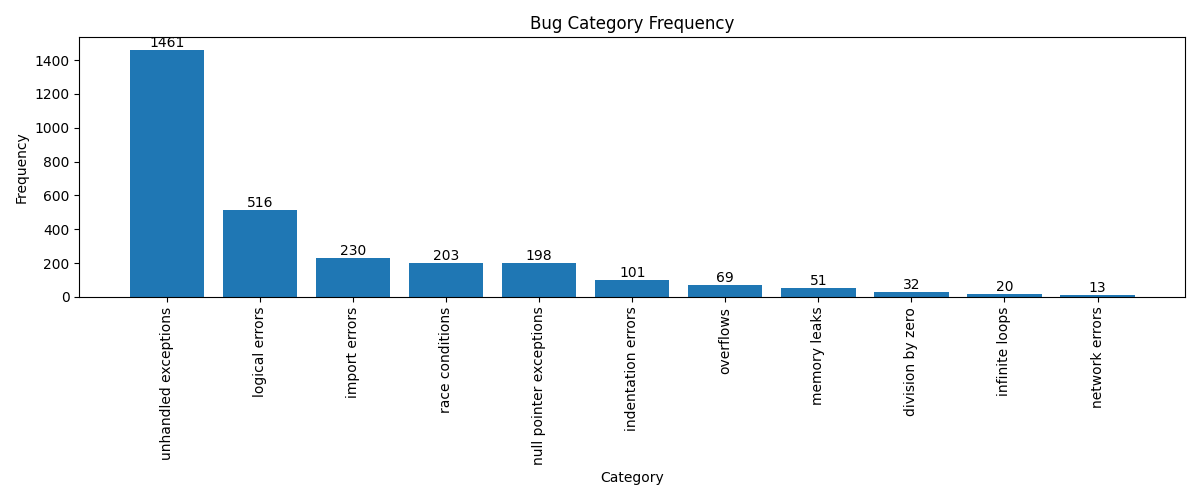 Bug Category Frequency
Frequency
1400
1200
1000
800
600
400
200
0
1461
516
230
203
198
101
69
51
32
20
13
unhandled exceptions
logical errors
import errors
race conditions
null pointer exceptions
indentation errors
overflows
memory leaks
division by zero
infinite loops
network errors
Category